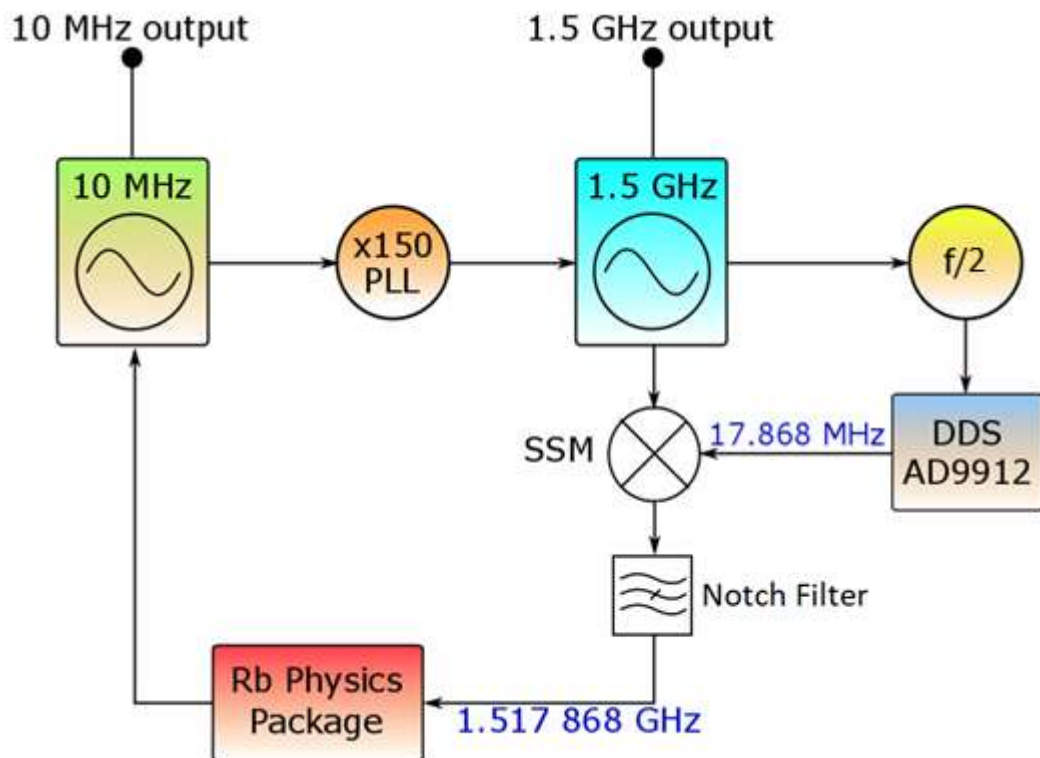 10 MHz output
1.5 GHz output
10 MHz
x150
PLL
1.5 GHz
f/2
SSM
17.868 MHz
DDS
AD9912
Notch Filter
Rb Physics
Package
1.517 868 GHz